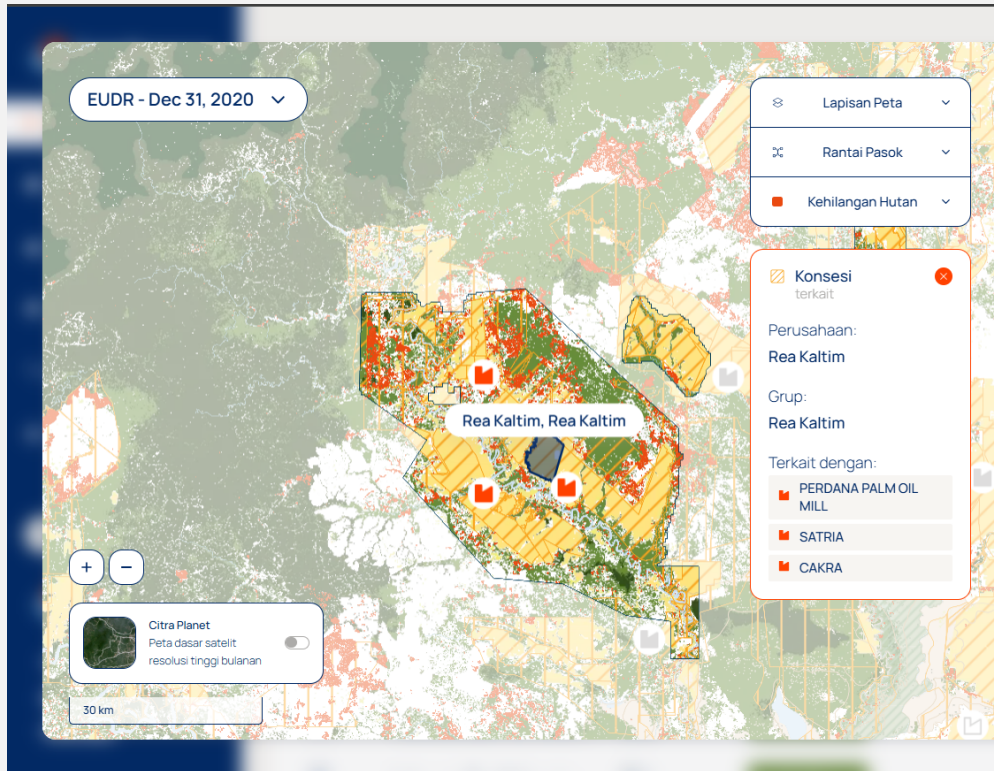 EUDR - Dec 31, 2020
Lapisan Peta
Rantai Pasok
Kehilangan Hutan
Konsesi
terkait
Perusahaan:
Rea Kaltim
Grup:
Rea Kaltim
Terkait dengan:
PERDANA PALM OIL
MILL
SATRIA
CAKRA
Rea Kaltim, Rea Kaltim
+ −
Citra Planet
Peta dasar satelit
resolusi tinggi bulanan
30 km